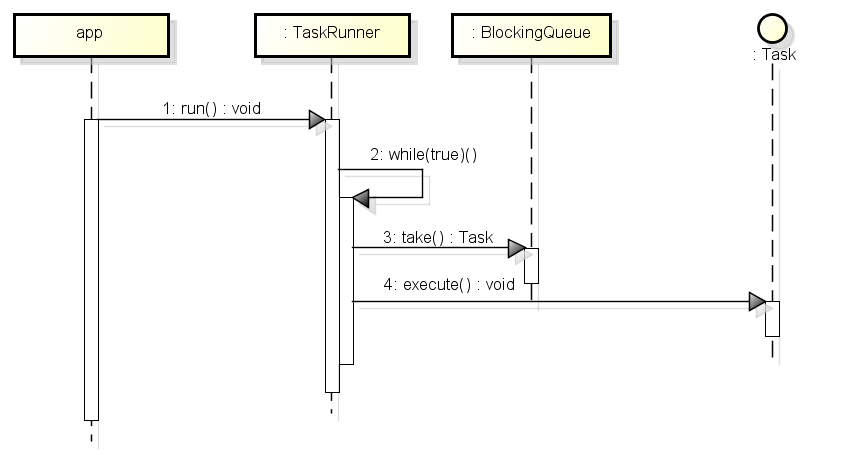 app
: TaskRunner
: BlockingQueue
: Task
1: run() : void
2: while(true)()
3: take() : Task
4: execute() : void